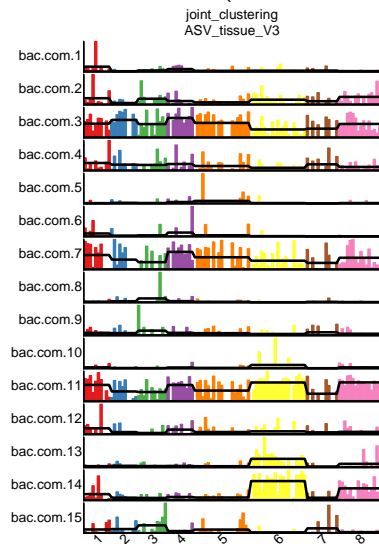 joint_clustering
ASV_tissue_V3
bac.com.1
bac.com.2
bac.com.3
bac.com.4
bac.com.5
bac.com.6
bac.com.7
bac.com.8
bac.com.9
bac.com.10
bac.com.11
bac.com.12
bac.com.13
bac.com.14
bac.com.15
1 2 3 4 5 6 7 8